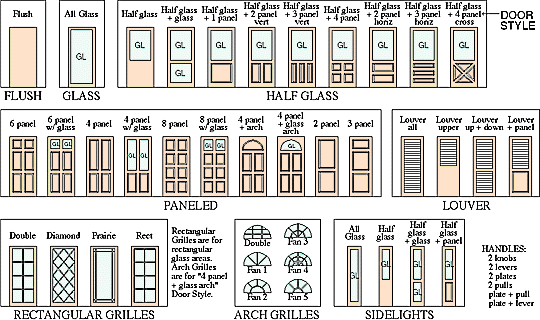 Flush
All Glass
Half glass
Half glass
+ glass
Half glass
+ 1 panel
Half glass
+ 2 panel
vert
Half glass
+ 3 panel
vert
Half glass
+ 4 panel
Half glass
+ 2 panel
horiz
Half glass
+ 3 panel
horiz
Half glass
+ 4 panel
cross
DOOR
STYLE
GL
GL
GL
GL
GL
GL
GL
GL
GL
GL
GL
FLUSH
GLASS
HALF GLASS
6 panel
6 panel
w/ glass
4 panel
4 panel
w/ glass
8 panel
8 panel
w/ glass
4 panel
+ arch
4 panel
+ glass
arch
2 panel
3 panel
GL GL
GL GL
GL GL
GL
PANELED
Louver
all
Louver
upper
Louver
up + down
Louver
+ panel
LOUVER
Double
Diamond
Prairie
Rect
Rectangular
Grilles are for
rectangular
glass areas.
Arch Grilles
are for "4 panel
+ glass arch"
Door Style.
RECTANGULAR GRILLES
Double
Fan 3
Fan 1
Fan 4
Fan 2
Fan 5
ARCH GRILLES
All
Glass
Half
glass
Half
glass
+ glass
Half
glass
+ panel
GL
GL
GL
GL
GL
SIDELIGHTS
HANDLES:
2 knobs
2 levers
2 plates
2 pulls
plate + pull
plate + lever